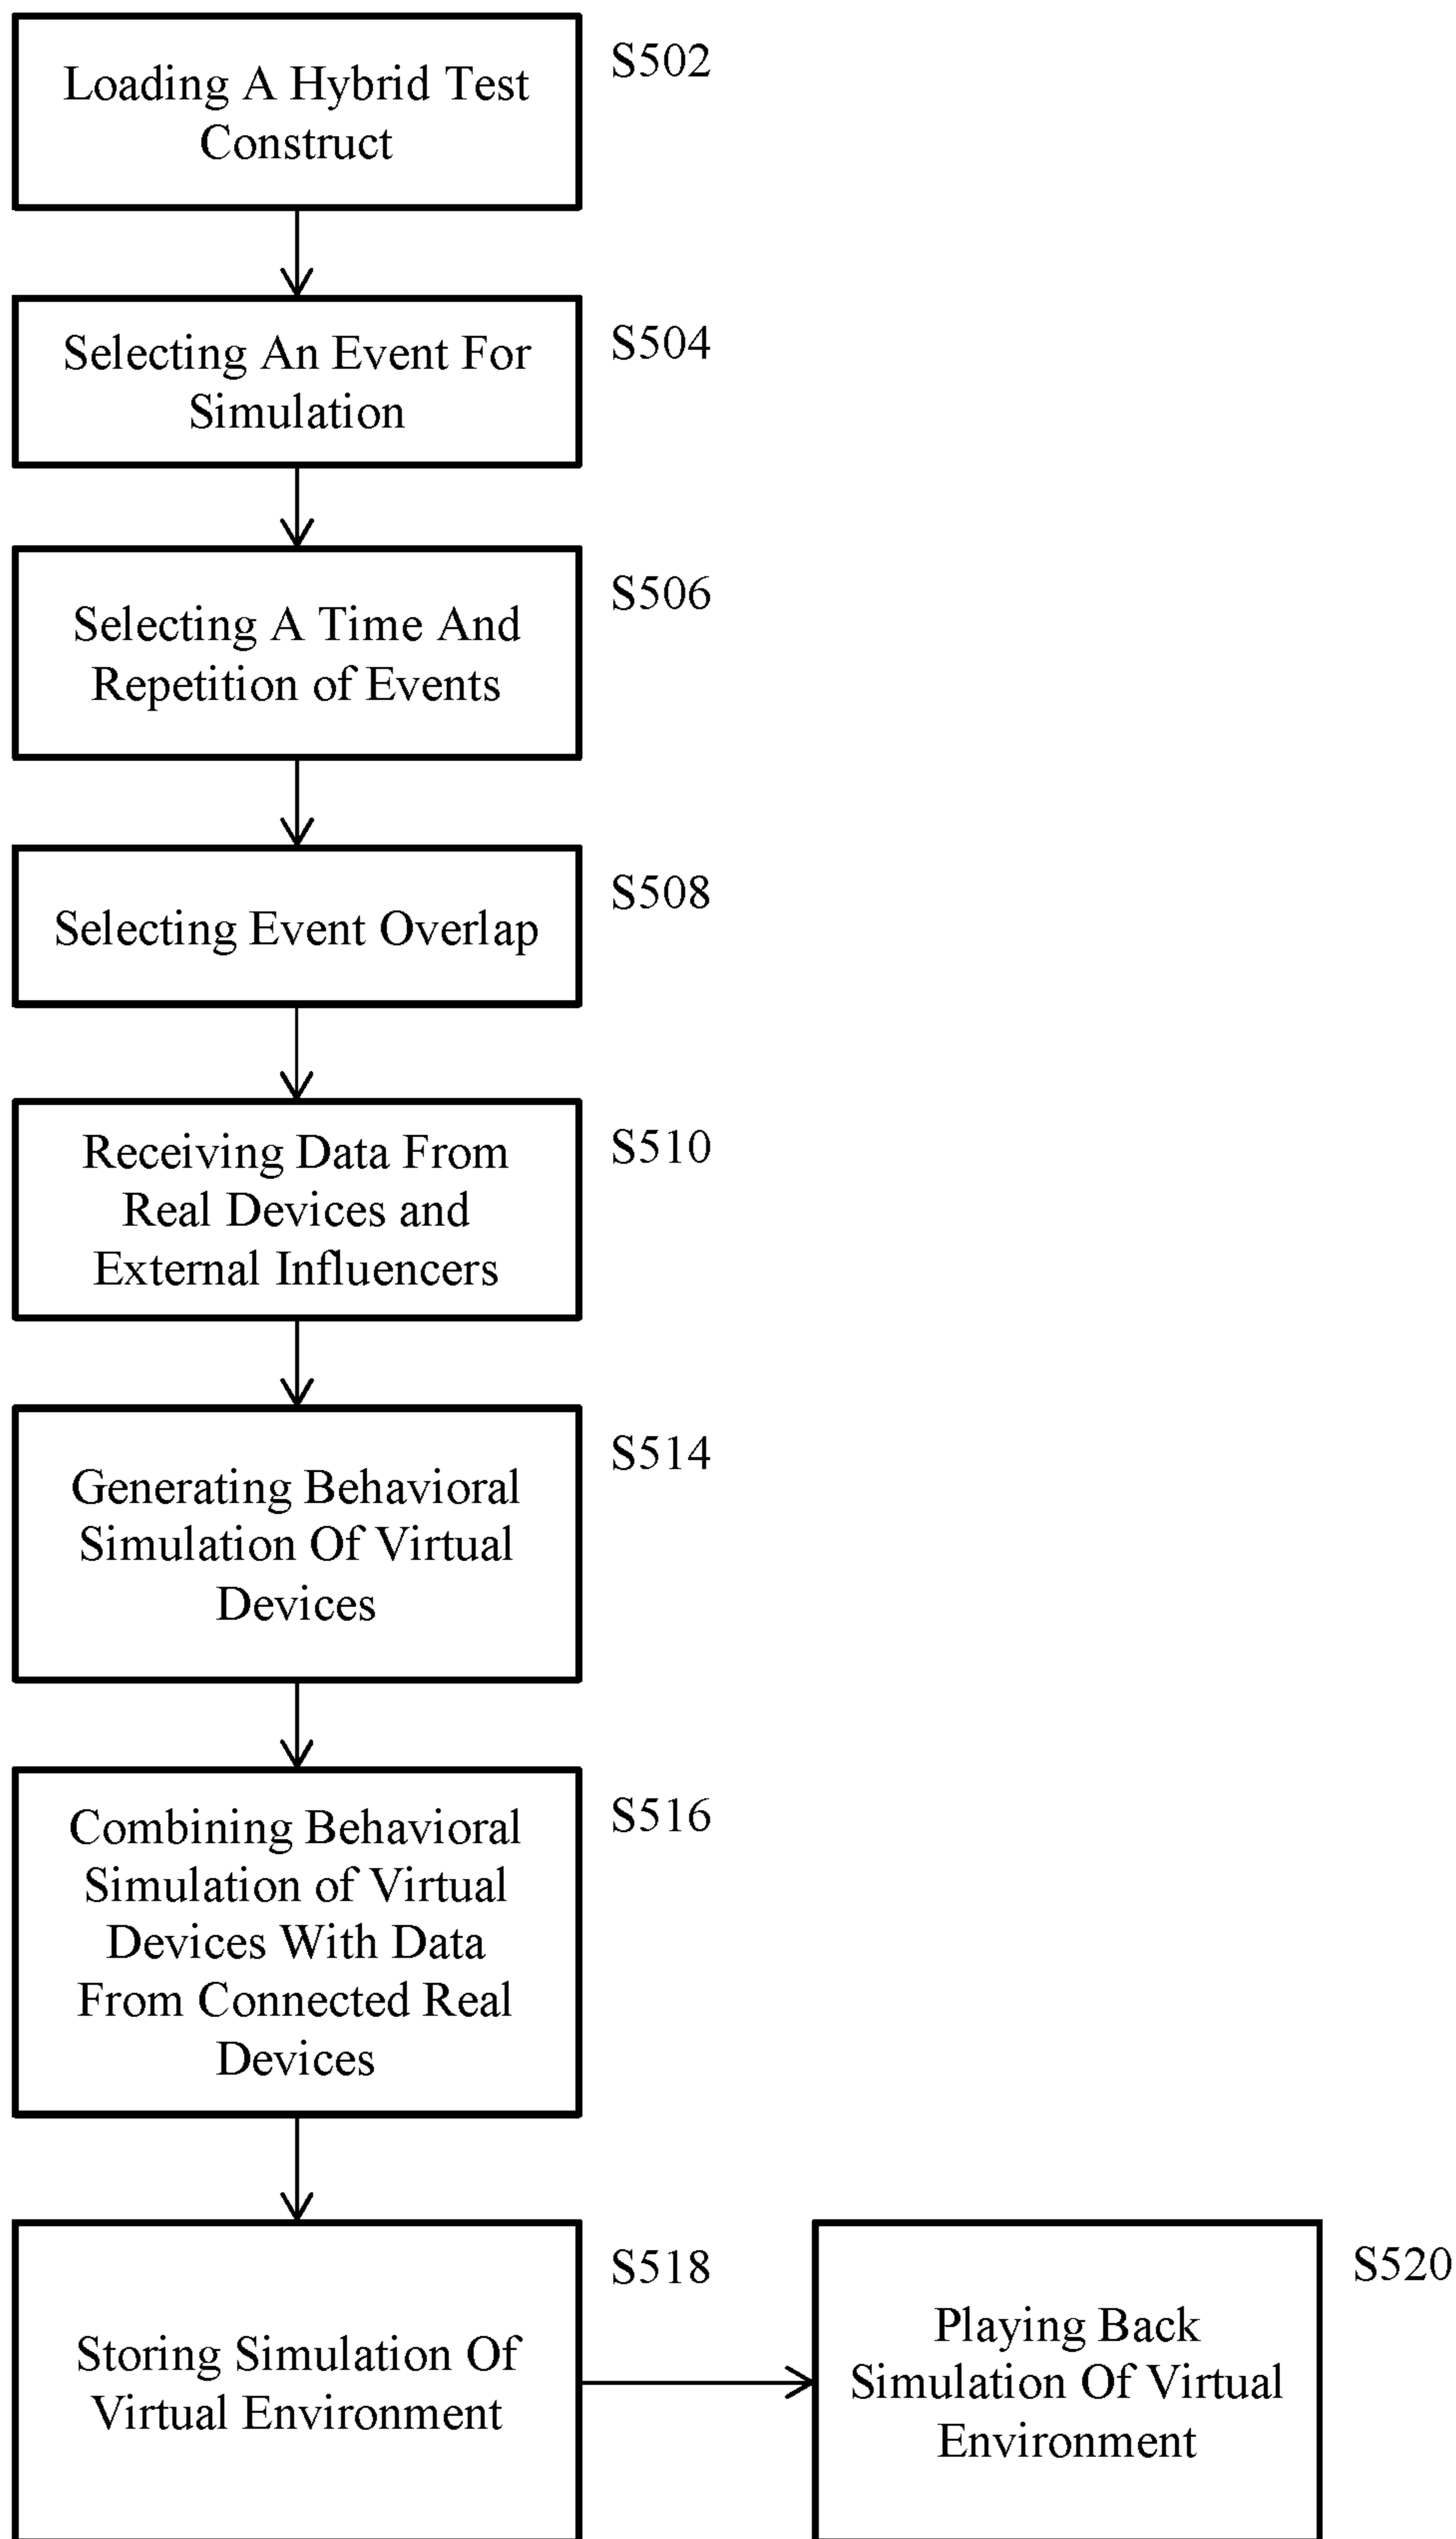 Loading A Hybrid Test
Construct
S502
Selecting An Event For
Simulation
S504
Selecting A Time And
Repetition of Events
S506
Selecting Event Overlap
S508
Receiving Data From
Real Devices and
External Influencers
S510
Generating Behavioral
Simulation Of Virtual
Devices
S514
Combining Behavioral
Simulation of Virtual
Devices With Data
From Connected Real
Devices
S516
Storing Simulation Of
Virtual Environment
S518
Playing Back
Simulation Of Virtual
Environment
S520